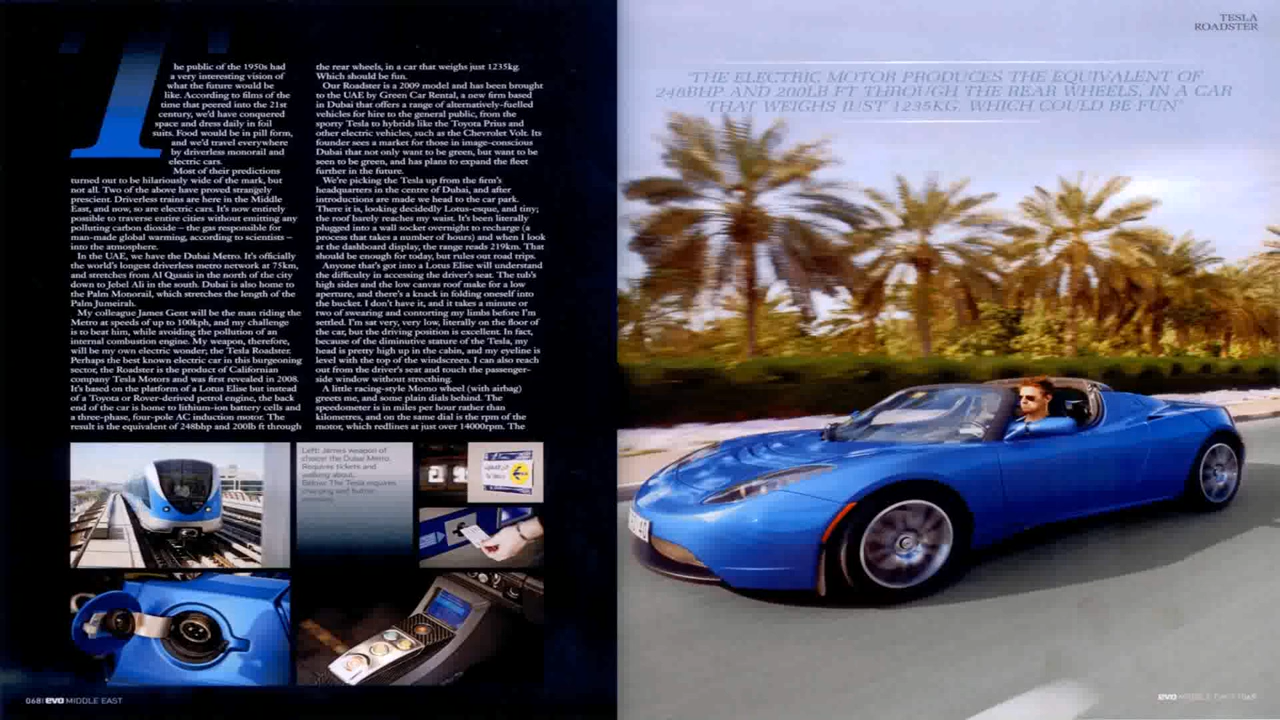 The public of the 1950s had
a very interesting vision of
what the future would be
like. According to films of the
time that peered into the 21st
century, we'd have conquered
space and dress daily in foil
suits. Food would be in pill form,
and we'd travel everywhere
by driverless monorail and
electric cars.
Most of their predictions
turned out to be hilariously wide of the mark, but
not all. Two of the above have proved strangely
prescient. Driverless trains are here in the Middle
East, and now, so are electric cars. It's now entirely
possible to traverse entire cities without emitting any
polluting carbon dioxide – the gas responsible for
man-made global warming, according to scientists –
into the atmosphere.
In the UAE, we have the Dubai Metro. It's officially
the world's longest driverless metro network at 75km,
and stretches from Al Qusais in the north of the city
down to Jebel Ali in the south. Dubai is also home to
the Palm Monorail, which stretches the length of the
Palm Jumeirah.
My colleague James Gent will be the man riding the
Metro at speeds of up to 100kph, and my challenge
is to beat him, while avoiding the pollution of an
internal combustion engine. My weapon, therefore,
will be my own electric wonder; the Tesla Roadster.
Perhaps the best known electric car in this burgeoning
sector, the Roadster is the product of Californian
company Tesla Motors and was first revealed in 2008.
It's based on the platform of a Lotus Elise but instead
of a Toyota or Rover-derived petrol engine, the back
end of the car is home to lithium-ion battery cells and
a three-phase, four-pole AC induction motor. The
result is the equivalent of 248bhp and 200lb ft through
the rear wheels, in a car that weighs just 1235kg.
Which should be fun.
Our Roadster is a 2009 model and has been brought
to the UAE by Green Car Rental, a new firm based
in Dubai that offers a range of alternatively-fuelled
vehicles for hire to the general public, from the
sporty Tesla to hybrids like the Toyota Prius and
other electric vehicles, such as the Chevrolet Volt. Its
founder sees a market for those in image-conscious
Dubai that not only want to be green, but want to be
seen to be green, and has plans to expand the fleet
further in the future.
We're picking the Tesla up from the firm's
headquarters in the centre of Dubai, and after
introductions are made we head to the car park.
There it is, looking decidedly Lotus-esque, and tiny;
the roof barely reaches my waist. It's been literally
plugged into a wall socket overnight to recharge (a
process that takes a number of hours) and when I look
at the dashboard display, the range reads 219km. That
should be enough for today, but rules out road trips.
Anyone that's got into a Lotus Elise will understand
the difficulty in accessing the driver's seat. The tub's
high sides and the low canvas roof make for a low
aperture, and there's a knack in folding oneself into
the bucket. I don't have it, and it takes a minute or
two of swearing and contorting my limbs before I'm
settled. I'm sat very, very low, literally on the floor of
the car, but the driving position is excellent. In fact,
because of the diminutive stature of the Tesla, my
head is pretty high up in the cabin, and my eyeline is
level with the top of the windscreen. I can also reach
out from the driver's seat and touch the passenger-
side window without stretching.
A little racing-style Momo wheel (with airbag)
greets me, and some plain dials behind. The
speedometer is in miles per hour rather than
kilometres, and on the same dial is the rpm of the
motor, which redlines at just over 14000rpm. The
Left: James' weapon of
choice: the Dubai Metro.
Requires tickets and
walking about.
Below: The Tesla requires
charging and button
068 | evo MIDDLE EAST
TESLA
ROADSTER
'THE ELECTRIC MOTOR PRODUCES THE EQUIVALENT OF
248BHP AND 200LB FT THROUGH THE REAR WHEELS, IN A CAR
THAT WEIGHS JUST 1235KG. WHICH COULD BE FUN'
evo MIDDLE EAST